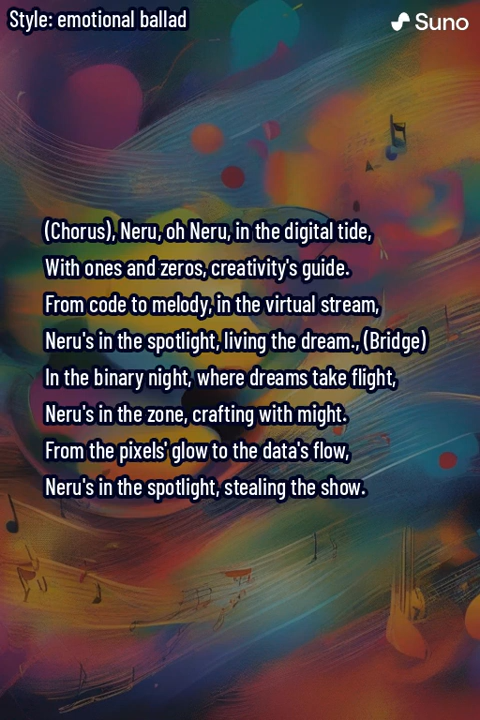 Style: emotional ballad
Suno
(Chorus), Neru, oh Neru, in the digital tide,
With ones and zeros, creativity's guide.
From code to melody, in the virtual stream,
Neru's in the spotlight, living the dream., (Bridge)
In the binary night, where dreams take flight,
Neru's in the zone, crafting with might.
From the pixels' glow to the data's flow,
Neru's in the spotlight, stealing the show.